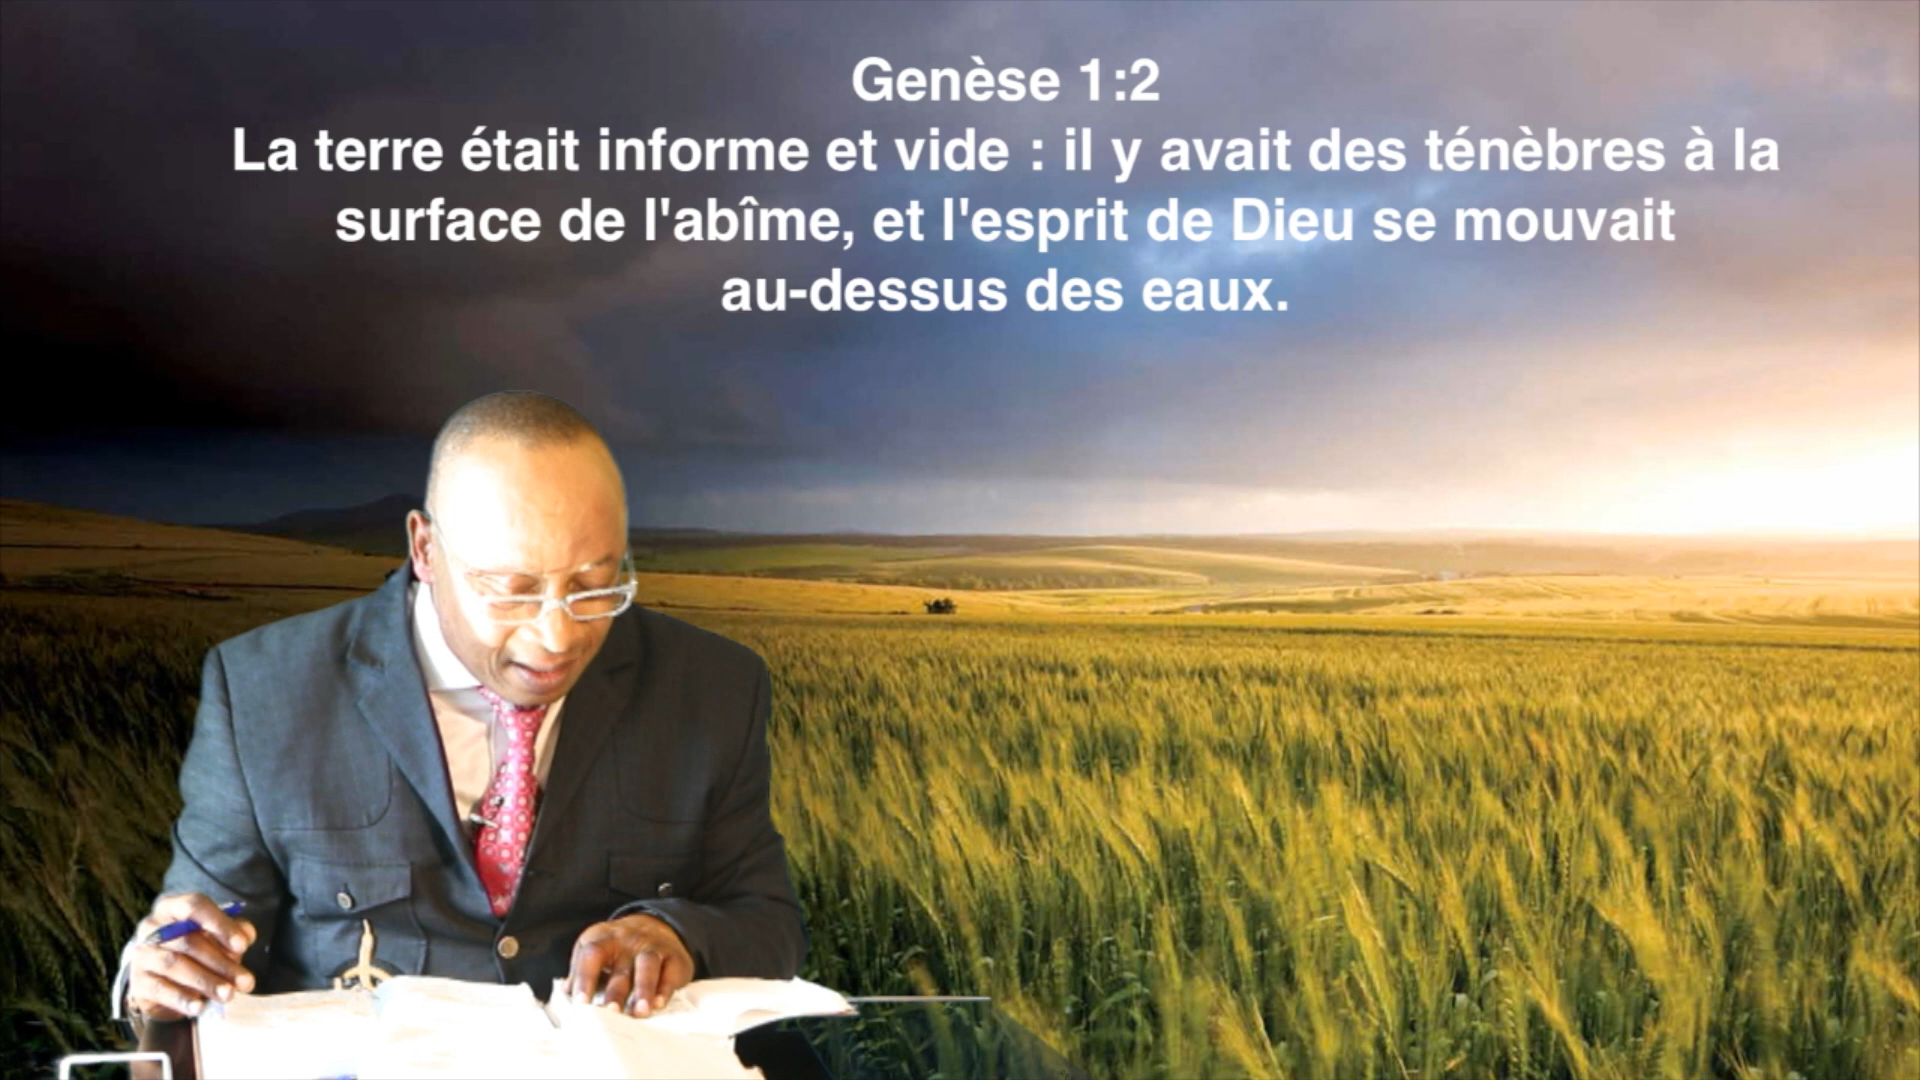 Genèse 1:2
La terre était informe et vide : il y avait des ténèbres à la
surface de l'abîme, et l'esprit de Dieu se mouvait
au-dessus des eaux.